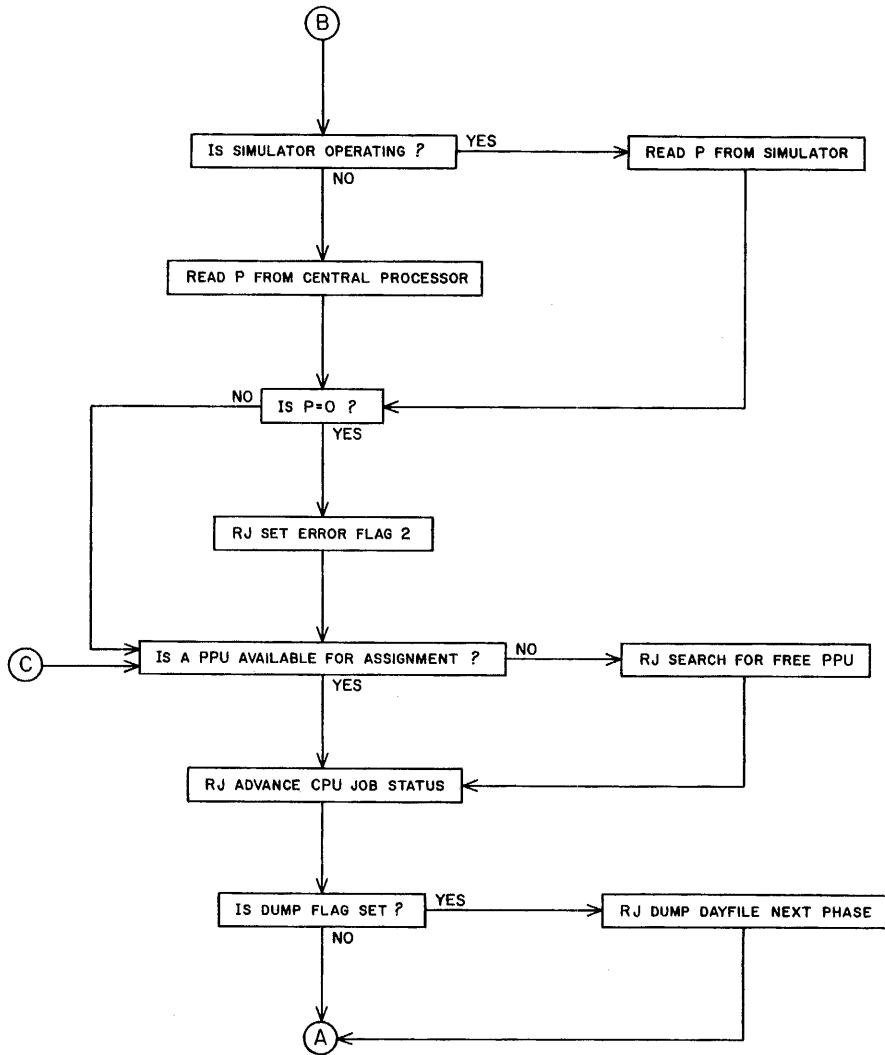 B
IS SIMULATOR OPERATING ?
YES
READ P FROM SIMULATOR
NO
READ P FROM CENTRAL PROCESSOR
NO
IS P=0 ?
YES
RJ SET ERROR FLAG 2
C
IS A PPU AVAILABLE FOR ASSIGNMENT ?
NO
RJ SEARCH FOR FREE PPU
YES
RJ ADVANCE CPU JOB STATUS
IS DUMP FLAG SET ?
YES
RJ DUMP DAYFILE NEXT PHASE
NO
A